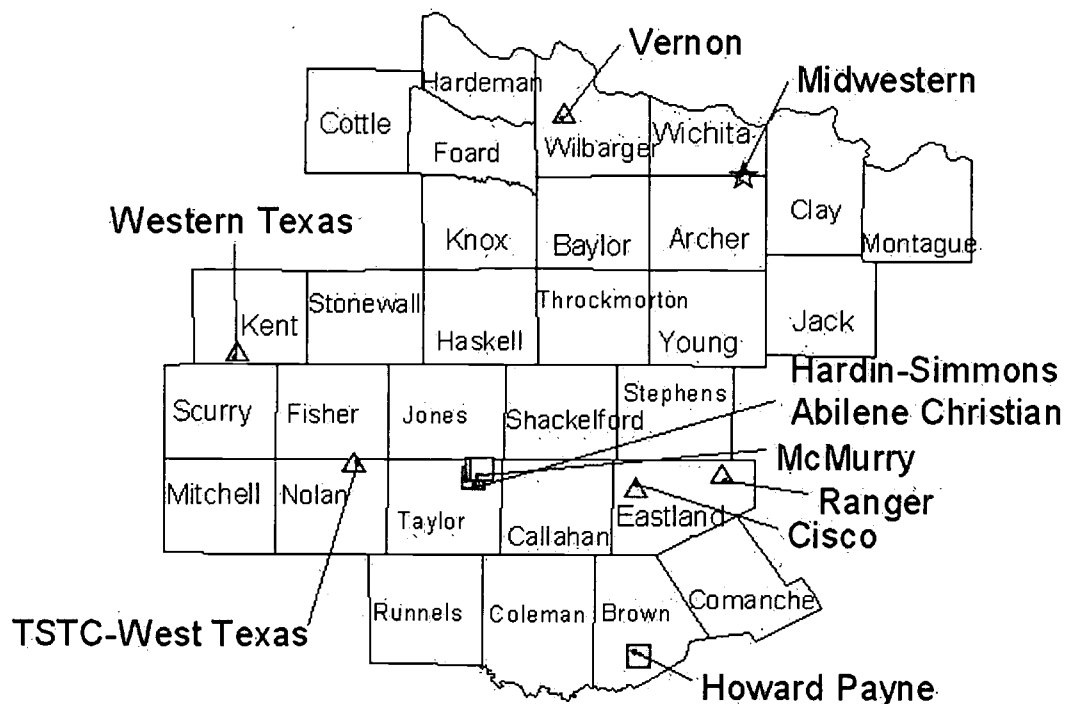 Vernon
Midwestern
Hardeman
Cottle
Foard
Wilbarger
Wichita
Western Texas
Knox
Baylor
Archer
Clay
Montague
Kent
Stonewall
Haskell
Throckmorton
Young
Jack
Hardin-Simmons
Abilene Christian
Scurry
Fisher
Jones
Shackelford
Stephens
McMurry
Ranger
Cisco
Mitchell
Nolan
Taylor
Callahan
Eastland
Runnels
Coleman
Brown
Comanche
TSTC-West Texas
Howard Payne